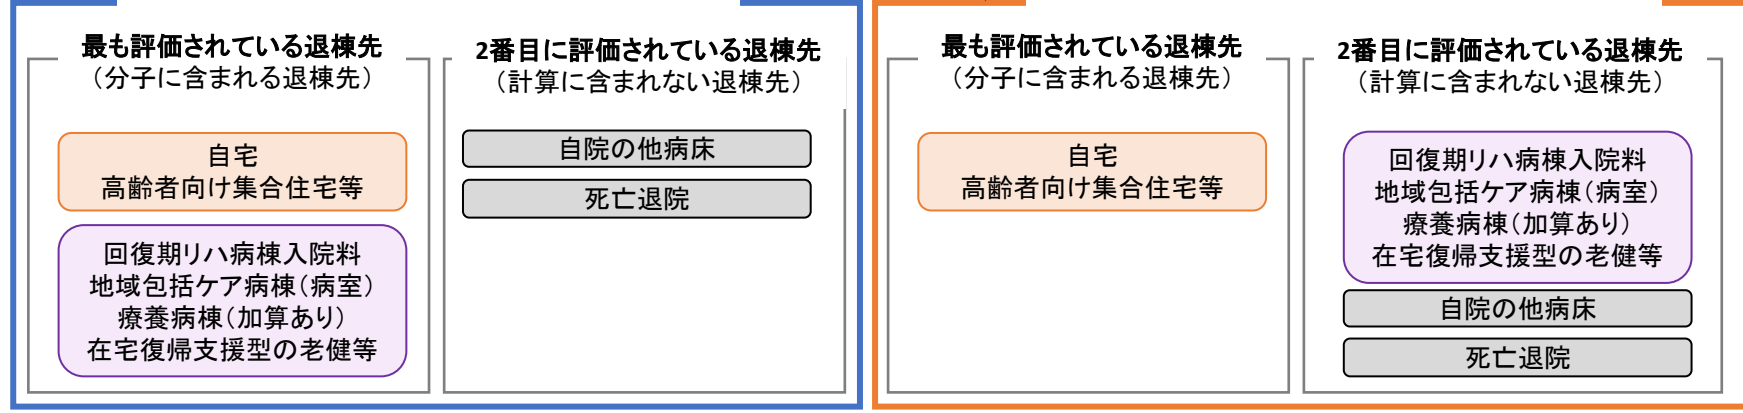 最も評価されている退棟先
（分子に含まれる退棟先）
自宅
高齢者向け集合住宅等
回復期リハ病棟入院料
地域包括ケア病棟（病室）
療養病棟（加算あり）
在宅復帰支援型の老健等
2番目に評価されている退棟先
（計算に含まれない退棟先）
自院の他病床
死亡退院
最も評価されている退棟先
（分子に含まれる退棟先）
自宅
高齢者向け集合住宅等
2番目に評価されている退棟先
（計算に含まれない退棟先）
回復期リハ病棟入院料
地域包括ケア病棟（病室）
療養病棟（加算あり）
在宅復帰支援型の老健等
自院の他病床
死亡退院